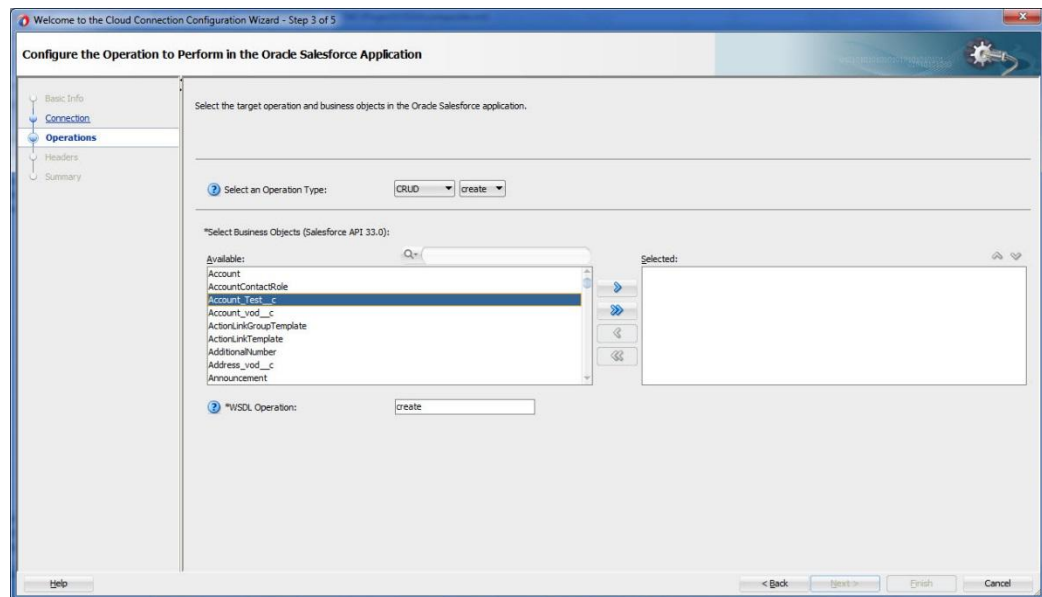 Welcome to the Cloud Connection Configuration Wizard - Step 3 of 5
Configure the Operation to Perform in the Oracle Salesforce Application
Basic Info
Connection
Operations
Headers
Summary
Select the target operation and business objects in the Oracle Salesforce application.
Select an Operation Type: CRUD create
*Select Business Objects (Salesforce API 33.0):
Available: Selected:
Account
AccountContactRole
Account_Test__c
Account_vod__c
ActionLinkGroupTemplate
ActionLinkTemplate
AdditionalNumber
Address_vod__c
Announcement
*WSDL Operation: create
Help < Back Next > Finish Cancel